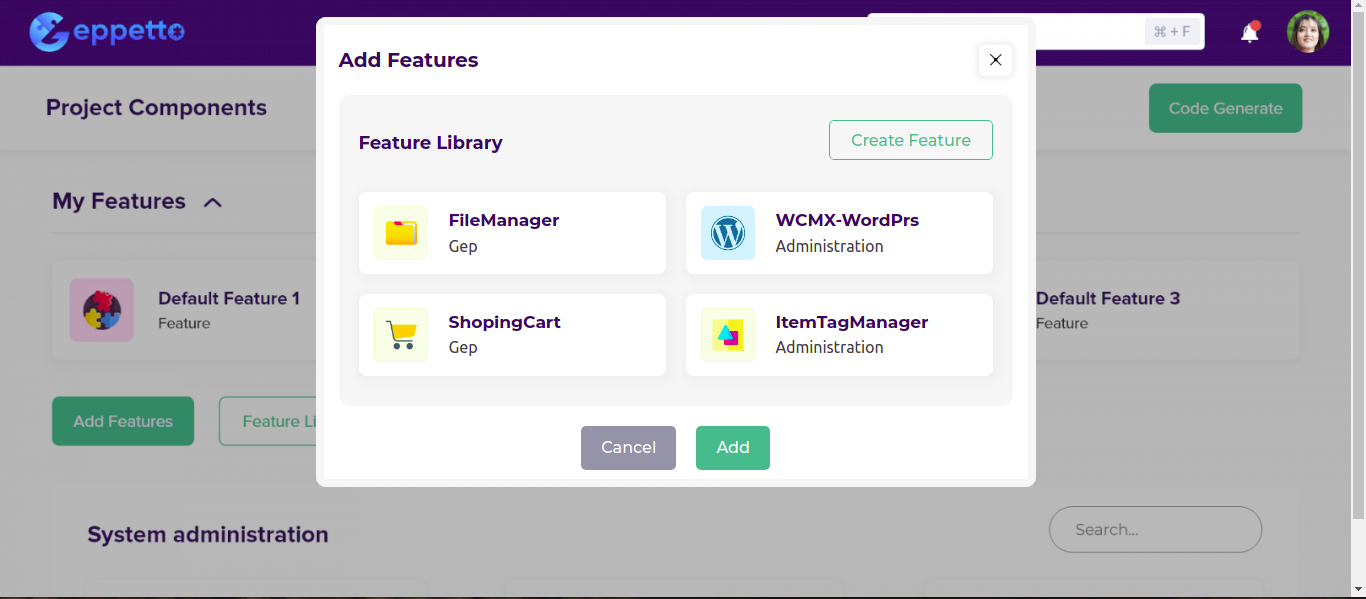 eppetto
⌘ + F
Add Features
Project Components
Code Generate
Feature Library
Create Feature
My Features
FileManager
Gep
WCMX-WordPrs
Administration
Default Feature 1
Feature
Default Feature 3
Feature
ShopingCart
Gep
ItemTagManager
Administration
Add Features
Feature Li
Cancel
Add
System administration
Search...